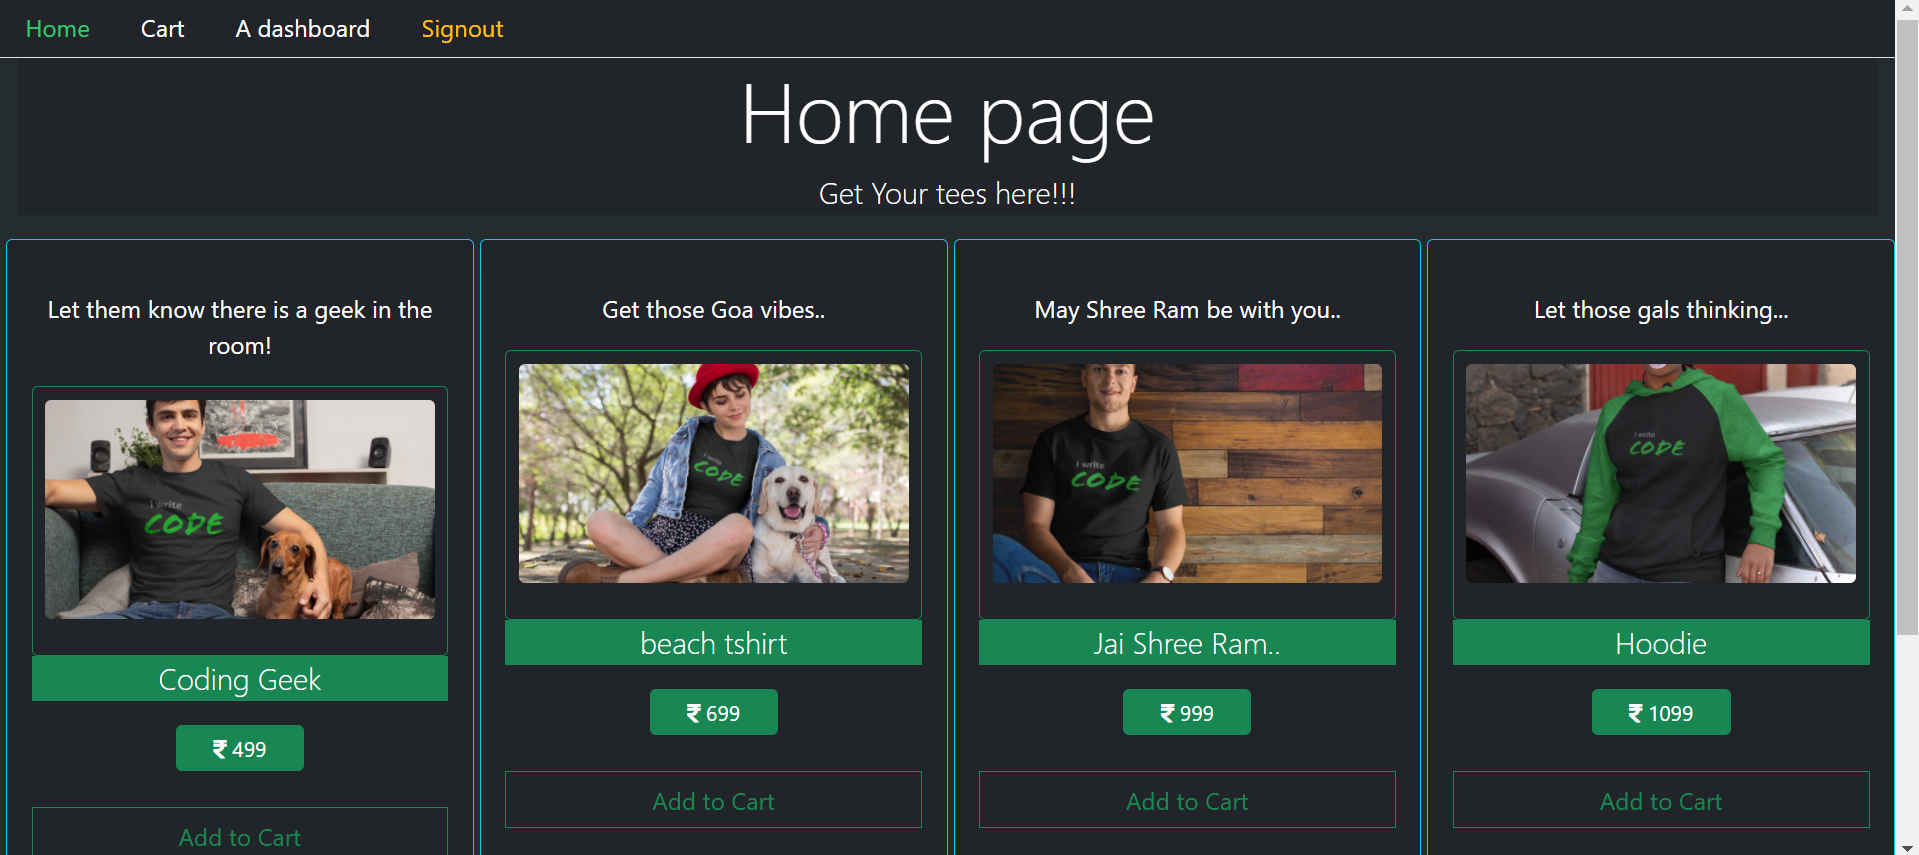 Home Cart A dashboard Signout
Home page
Get Your tees here!!!
Let them know there is a geek in the
room!
I write
CODE
Coding Geek
₹ 499
Add to Cart
Get those Goa vibes..
I write
CODE
beach tshirt
₹ 699
Add to Cart
May Shree Ram be with you..
I write
CODE
Jai Shree Ram..
₹ 999
Add to Cart
Let those gals thinking...
I write
CODE
Hoodie
₹ 1099
Add to Cart